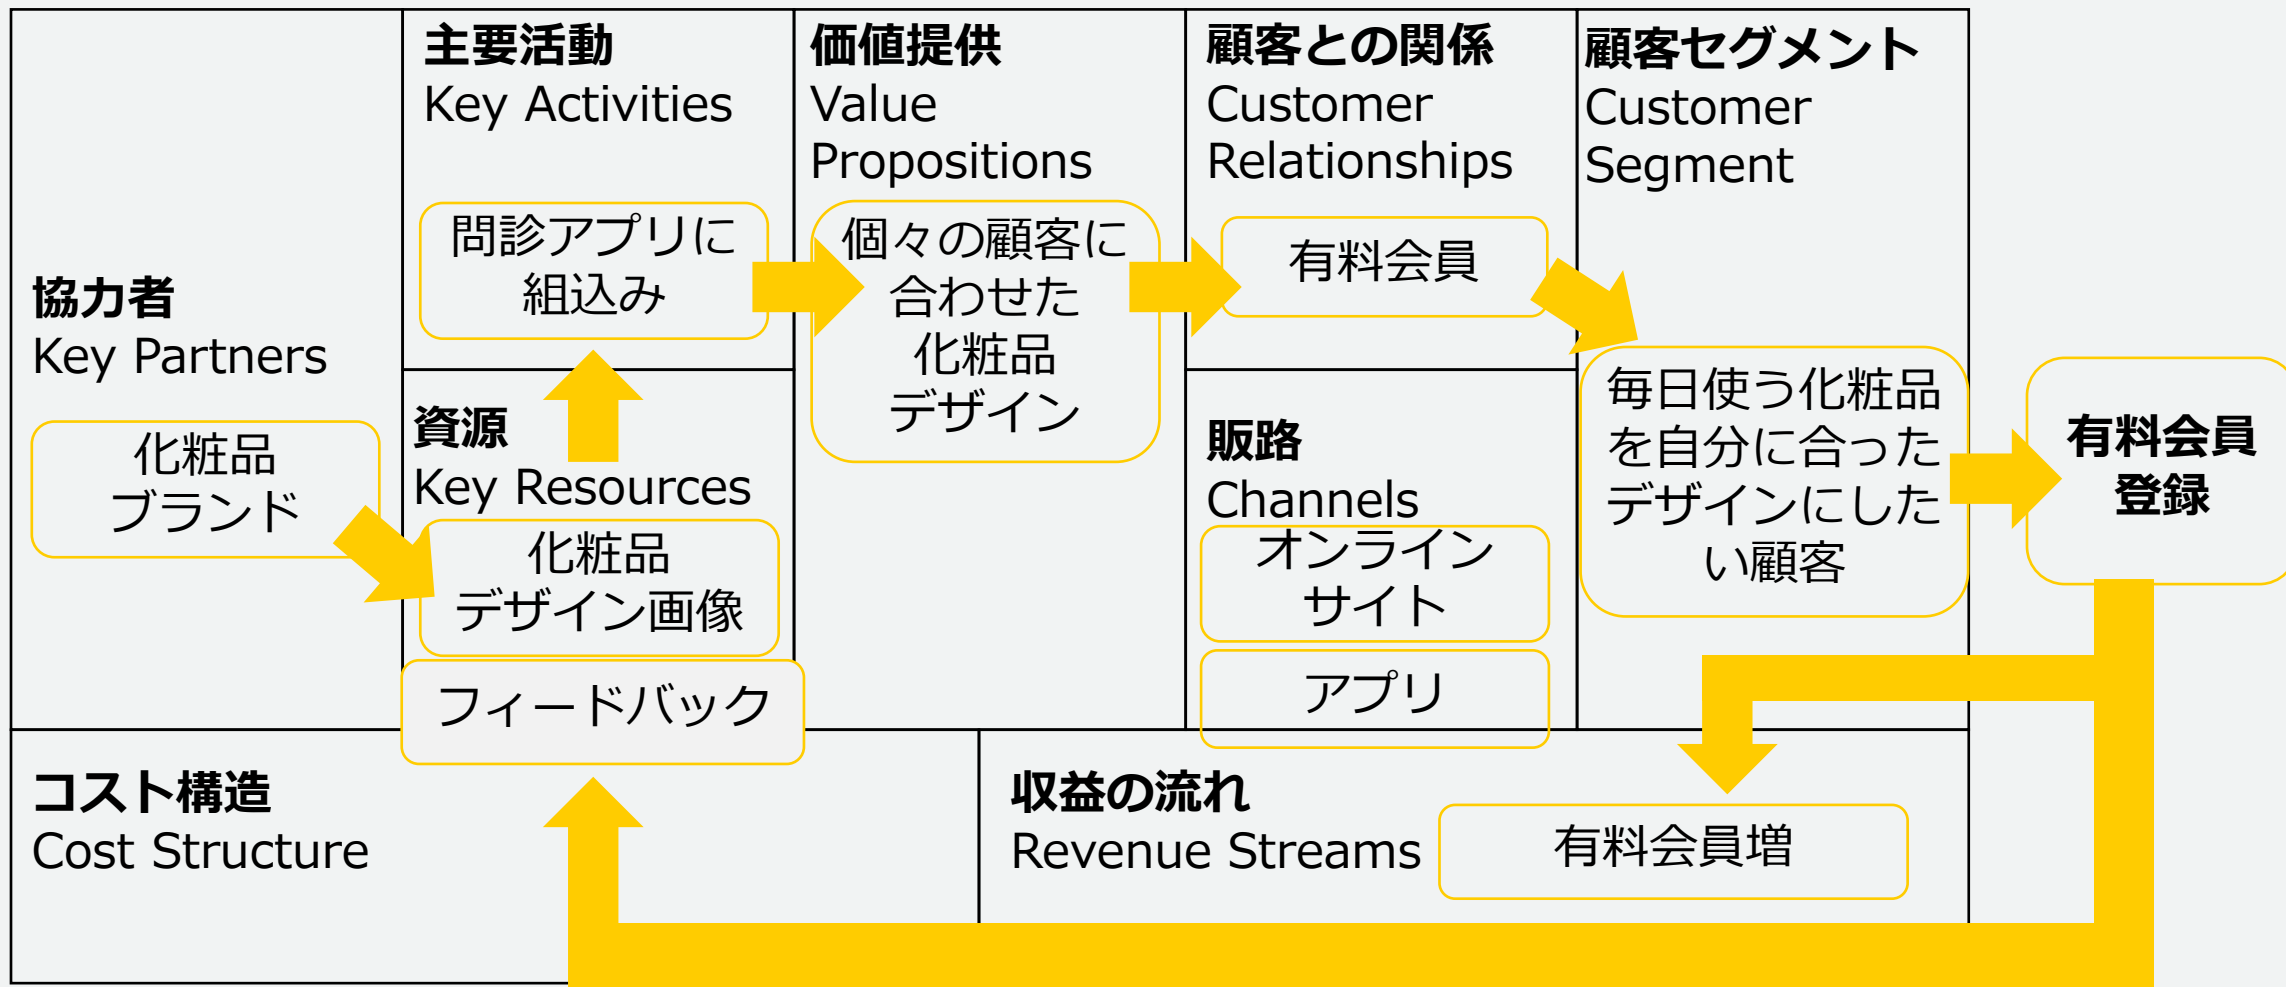 協力者
Key Partners
化粧品
ブランド
主要活動
Key Activities
問診アプリに
組込み
資源
Key Resources
化粧品
デザイン画像
フィードバック
価値提供
Value
Propositions
個々の顧客に
合わせた
化粧品
デザイン
顧客との関係
Customer
Relationships
有料会員
販路
Channels
オンライン
サイト
アプリ
顧客セグメント
Customer
Segment
毎日使う化粧品
を自分に合った
デザインにした
い顧客
有料会員
登録
コスト構造
Cost Structure
収益の流れ
Revenue Streams
有料会員増